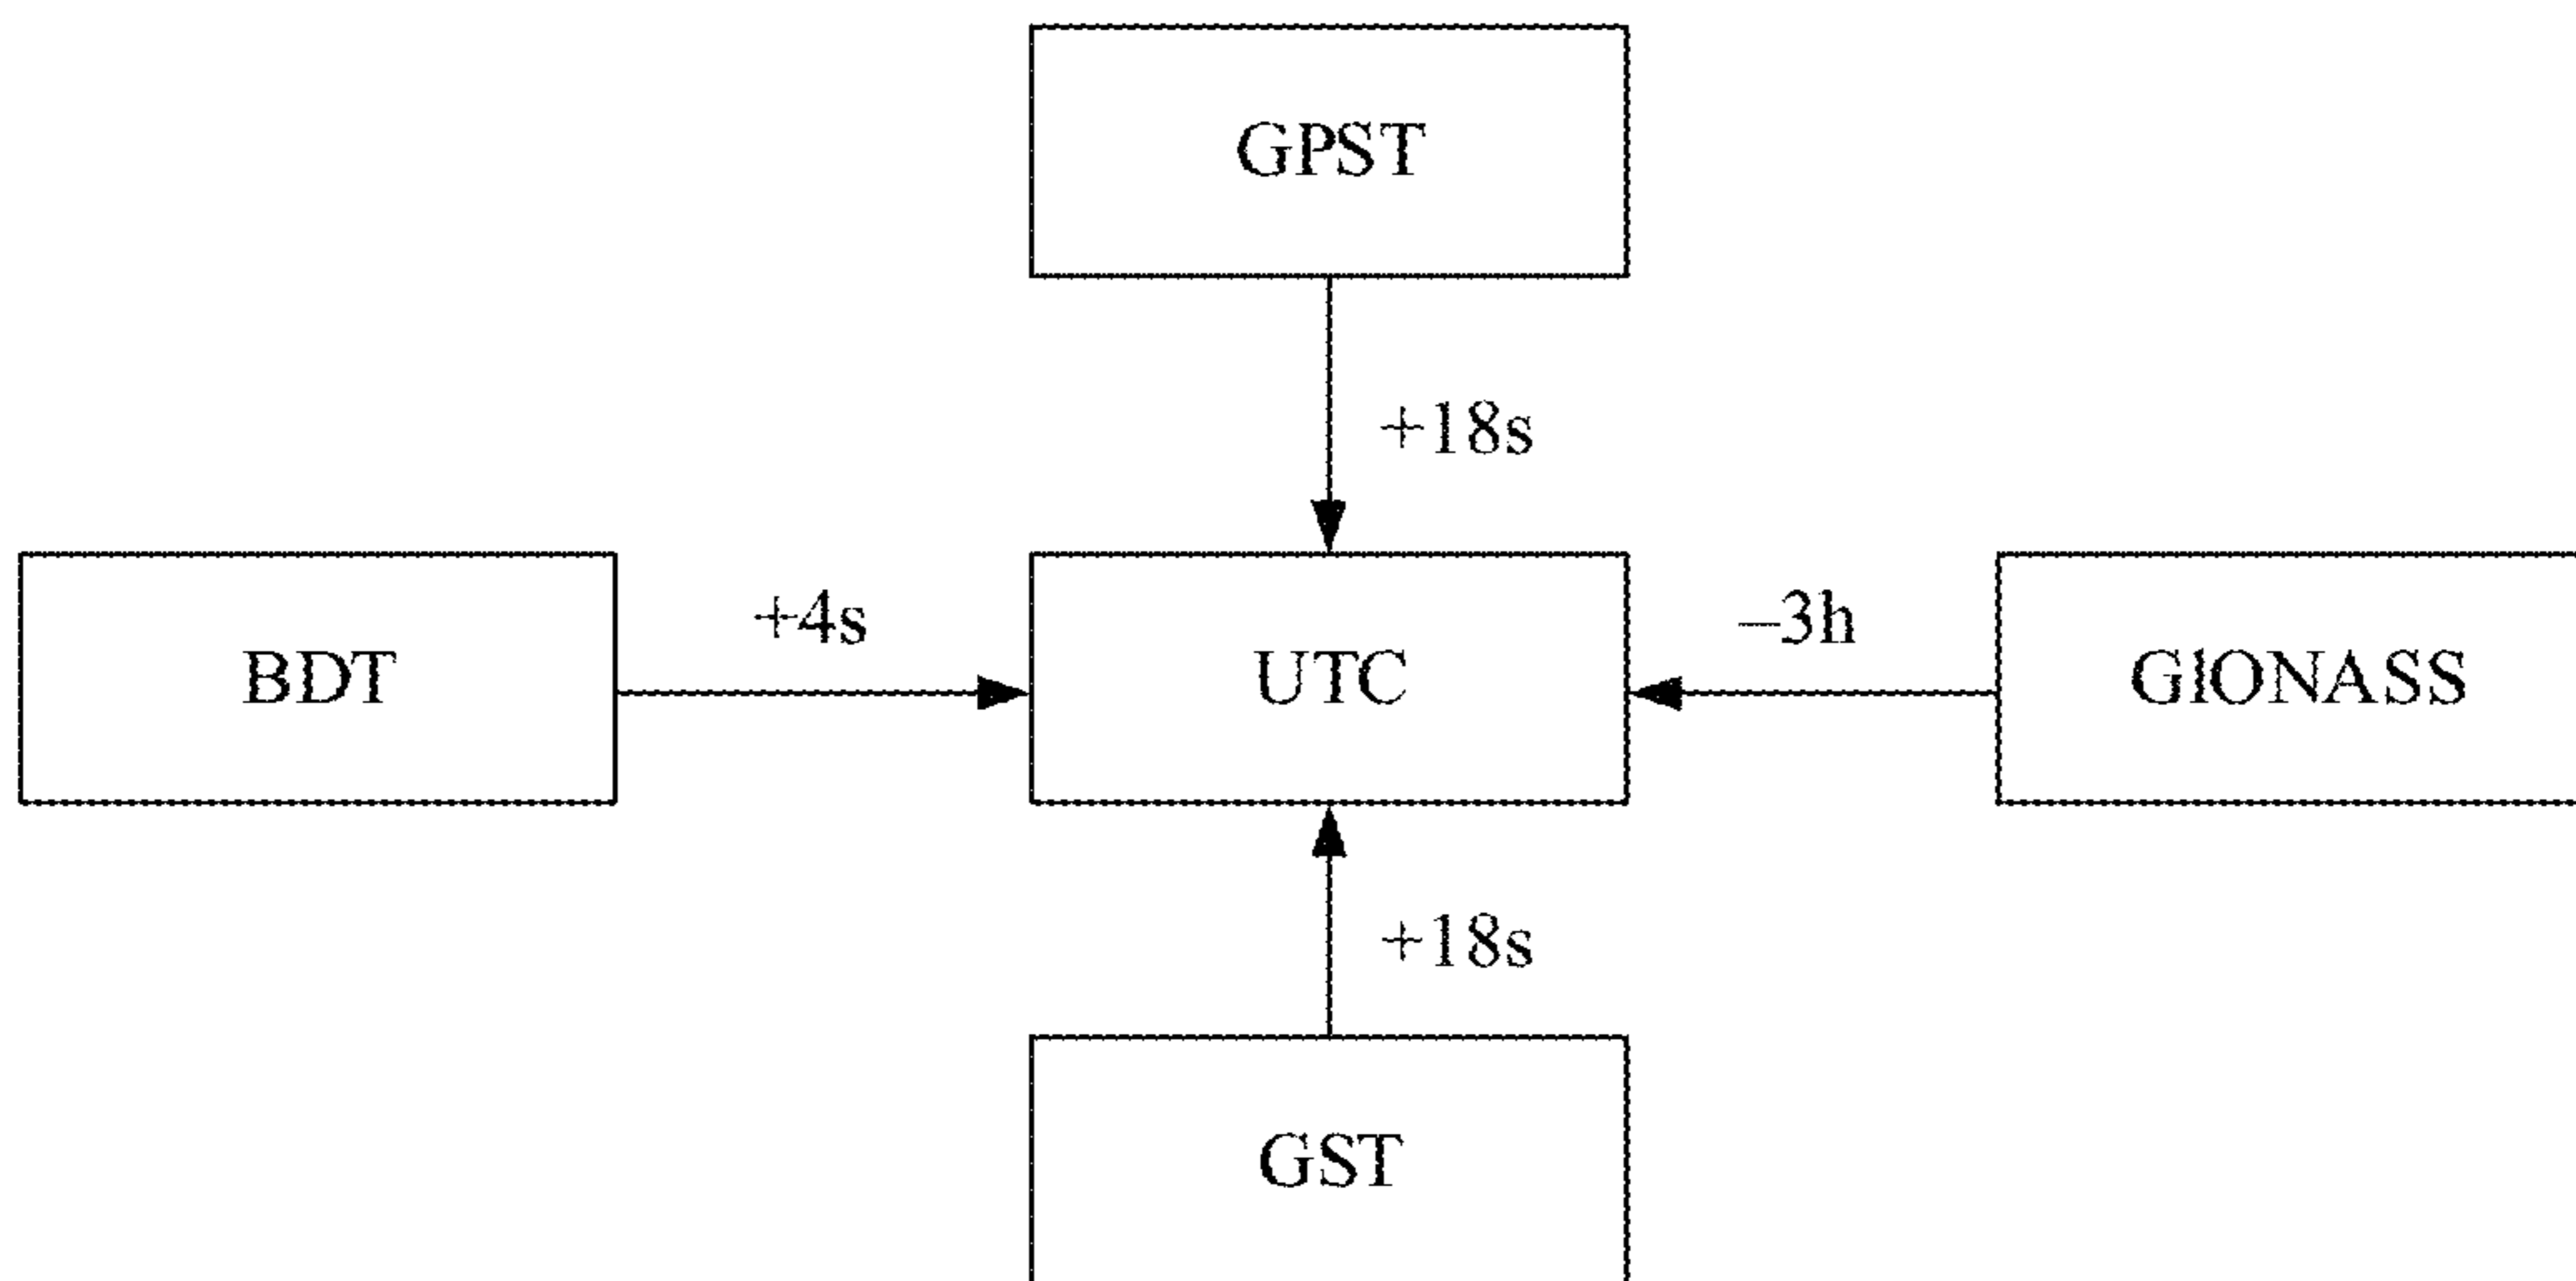 GPST
+18s
+4s
–3h
BDT
UTC
GlONASS
+18s
GST